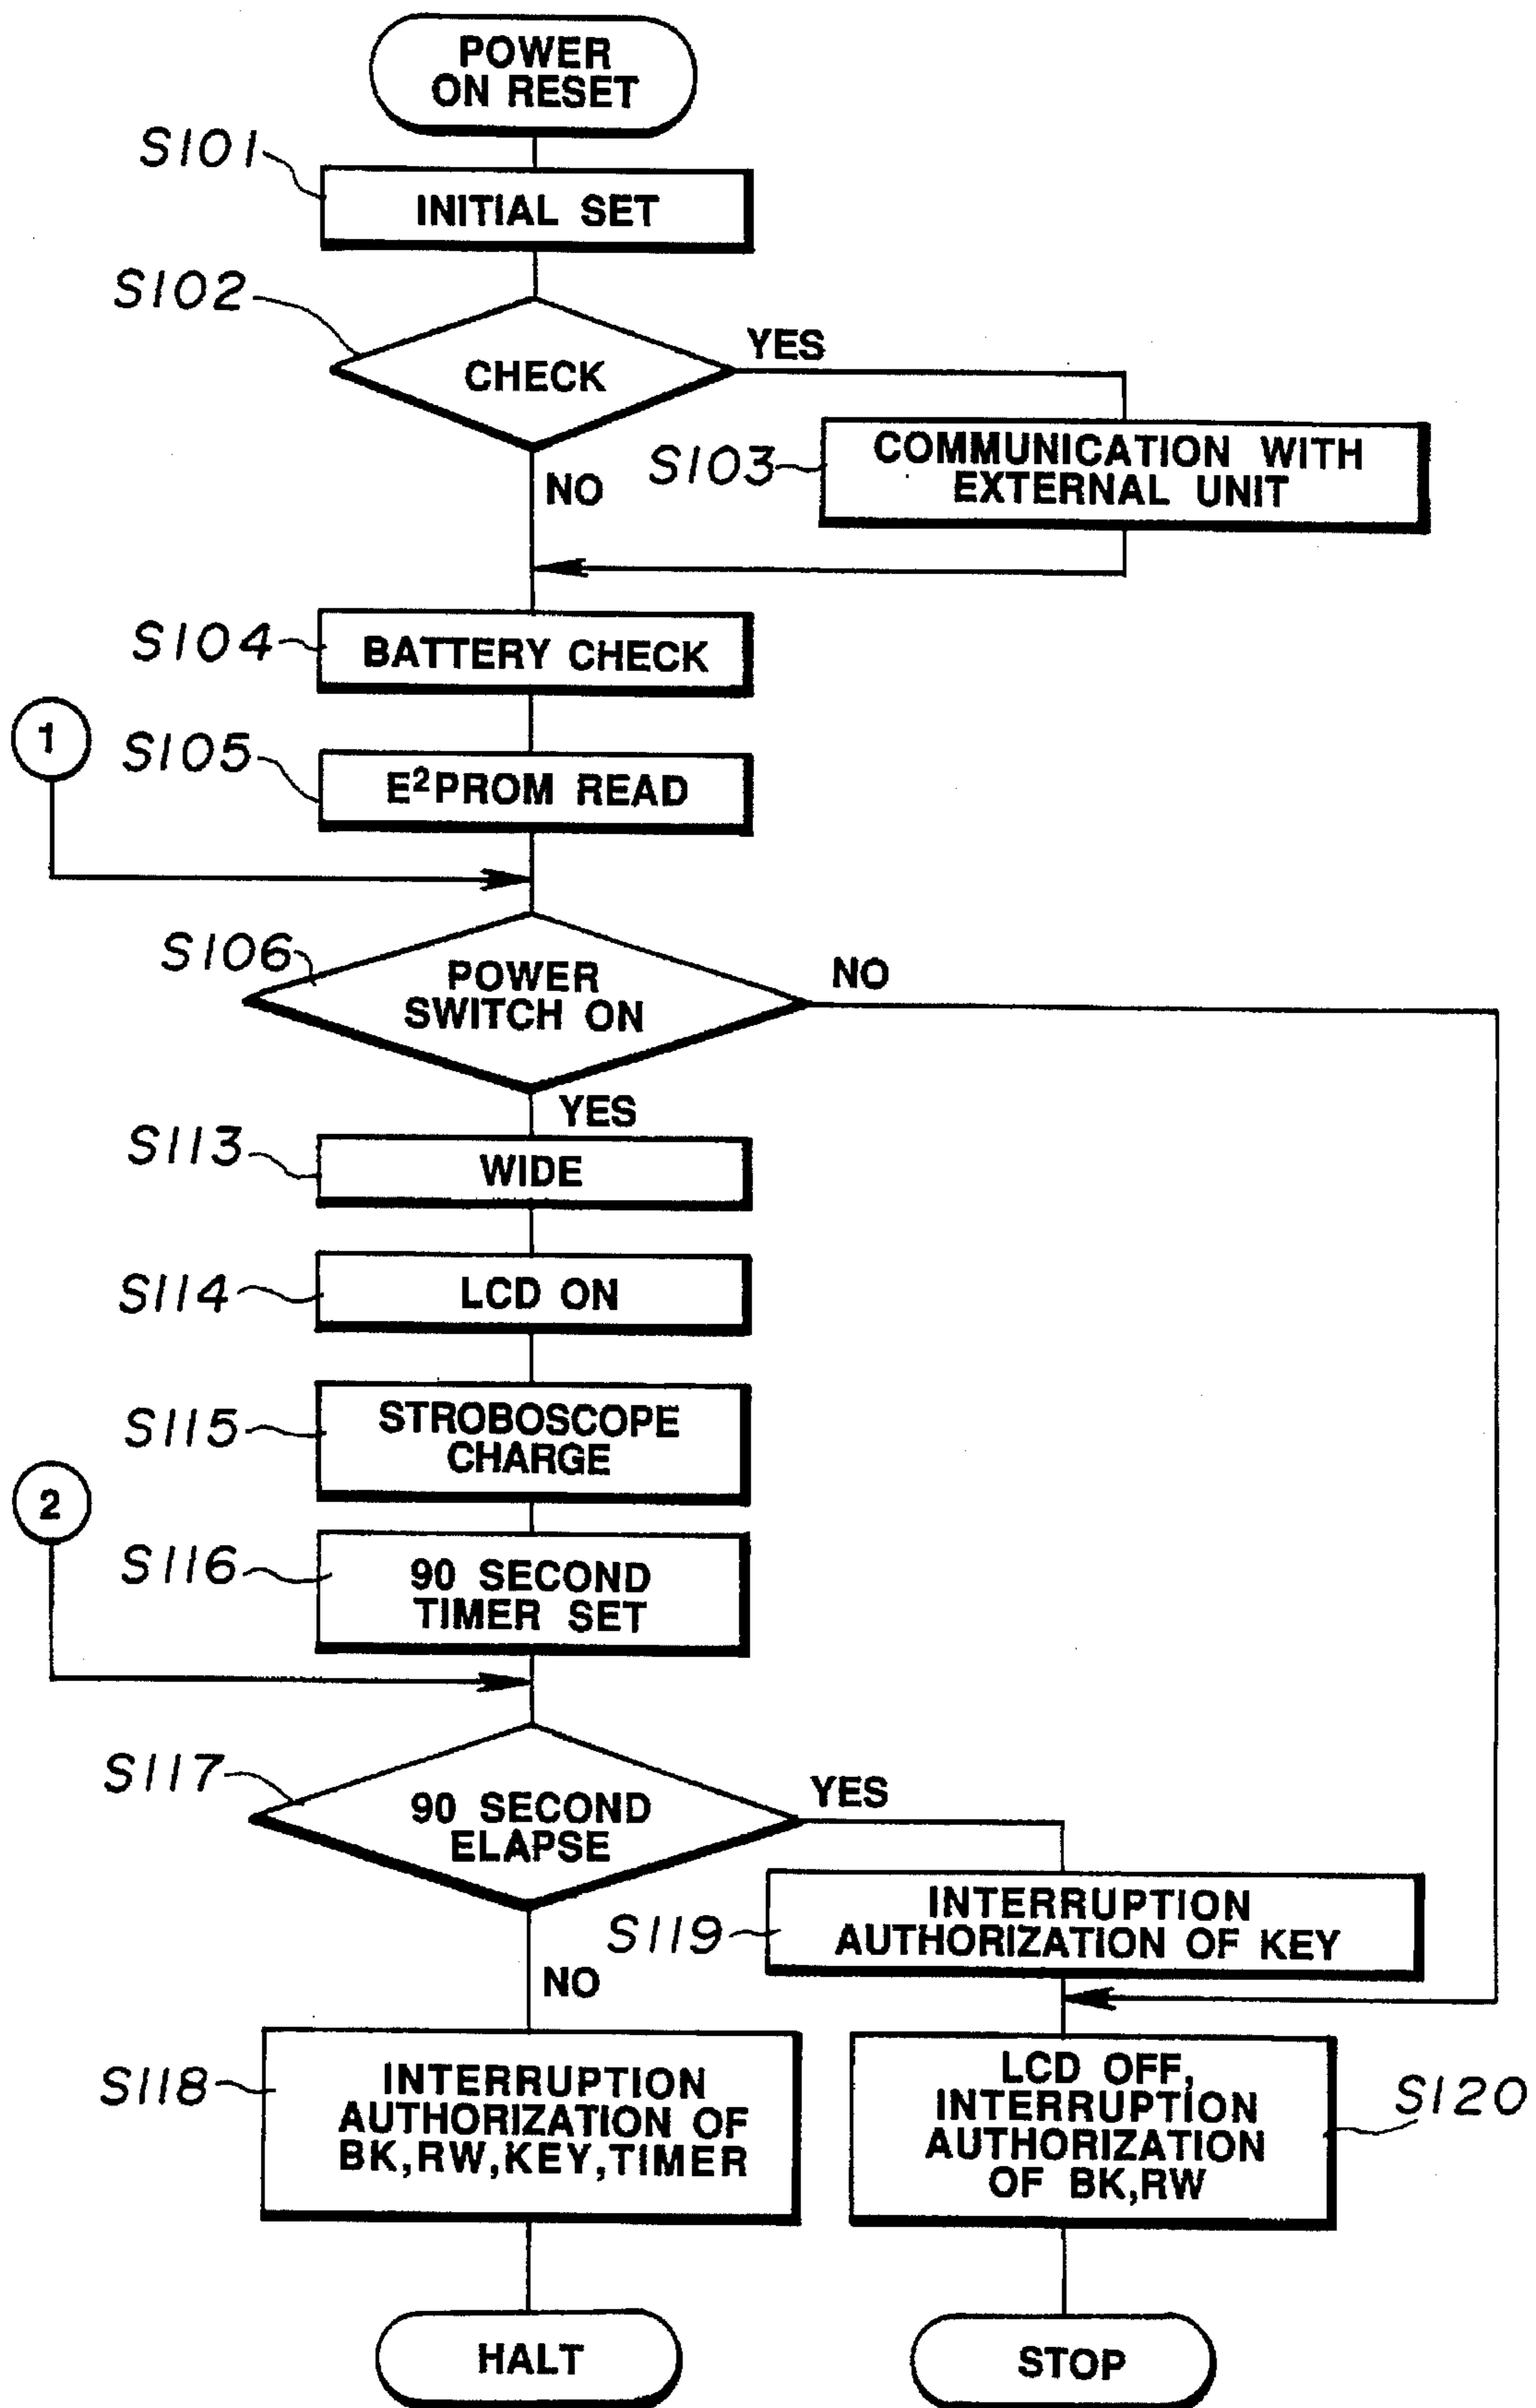 POWER
ON RESET
S101
INITIAL SET
S102
CHECK
YES
NO
S103
COMMUNICATION WITH
EXTERNAL UNIT
S104
BATTERY CHECK
1
S105
E²PROM READ
S106
POWER
SWITCH ON
NO
YES
S113
WIDE
S114
LCD ON
S115
STROBOSCOPE
CHARGE
2
S116
90 SECOND
TIMER SET
S117
90 SECOND
ELAPSE
YES
NO
S119
INTERRUPTION
AUTHORIZATION OF KEY
S118
INTERRUPTION
AUTHORIZATION OF
BK,RW,KEY,TIMER
LCD OFF,
INTERRUPTION
AUTHORIZATION
OF BK,RW
S120
HALT
STOP